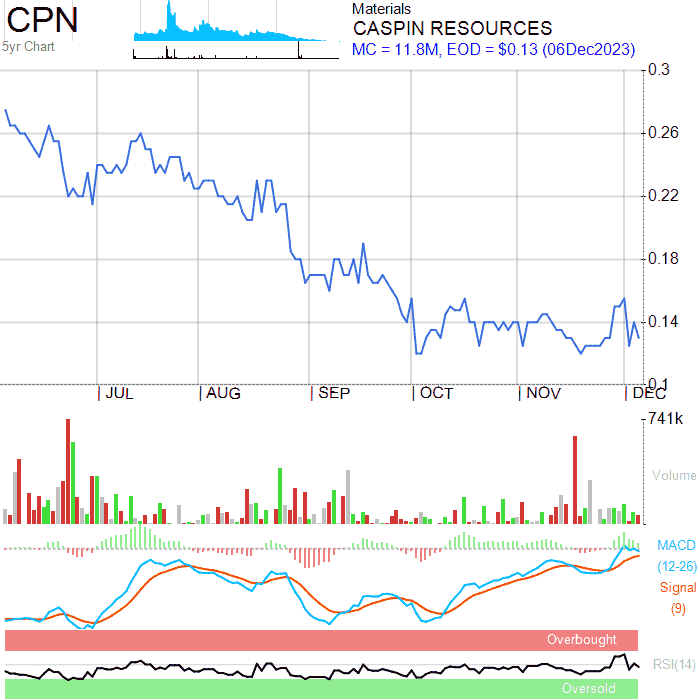 CPN
5yr Chart
Materials
CASPIN RESOURCES
MC = 11.8M, EOD = $0.13 (06Dec2023)
0.3
0.26
0.22
0.18
0.14
0.1
JUL AUG SEP OCT NOV DEC
741k
Volume
MACD
(12-26)
Signal
(9)
Overbought
RSI(14)
Oversold